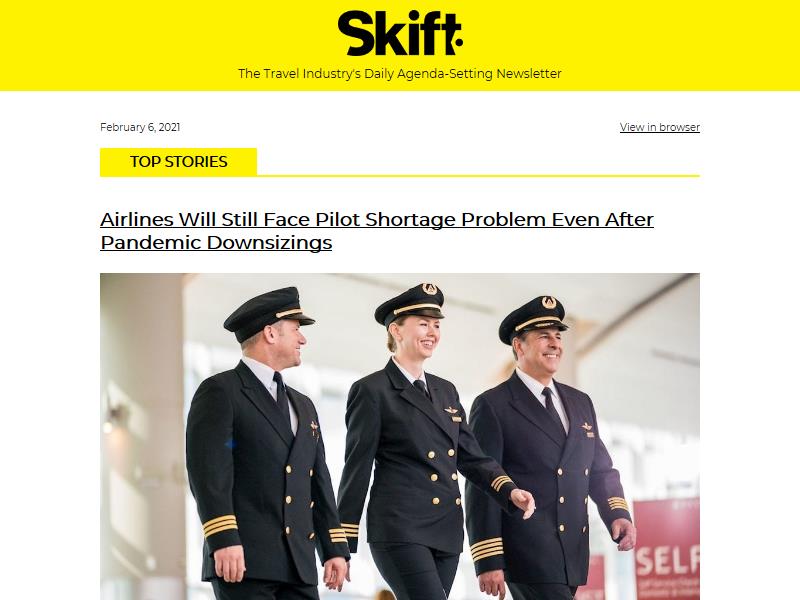 Skift
The Travel Industry's Daily Agenda-Setting Newsletter
February 6, 2021
View in browser
TOP STORIES
Airlines Will Still Face Pilot Shortage Problem Even After
Pandemic Downsizings
SELF